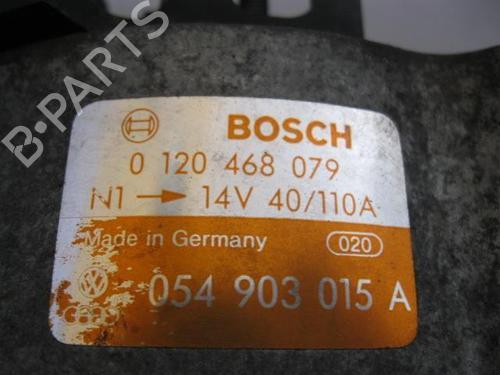 B-PARTS
BOSCH
0 120 468 079
N1 → 14V 40/110A
Made in Germany 020
054 903 015 A